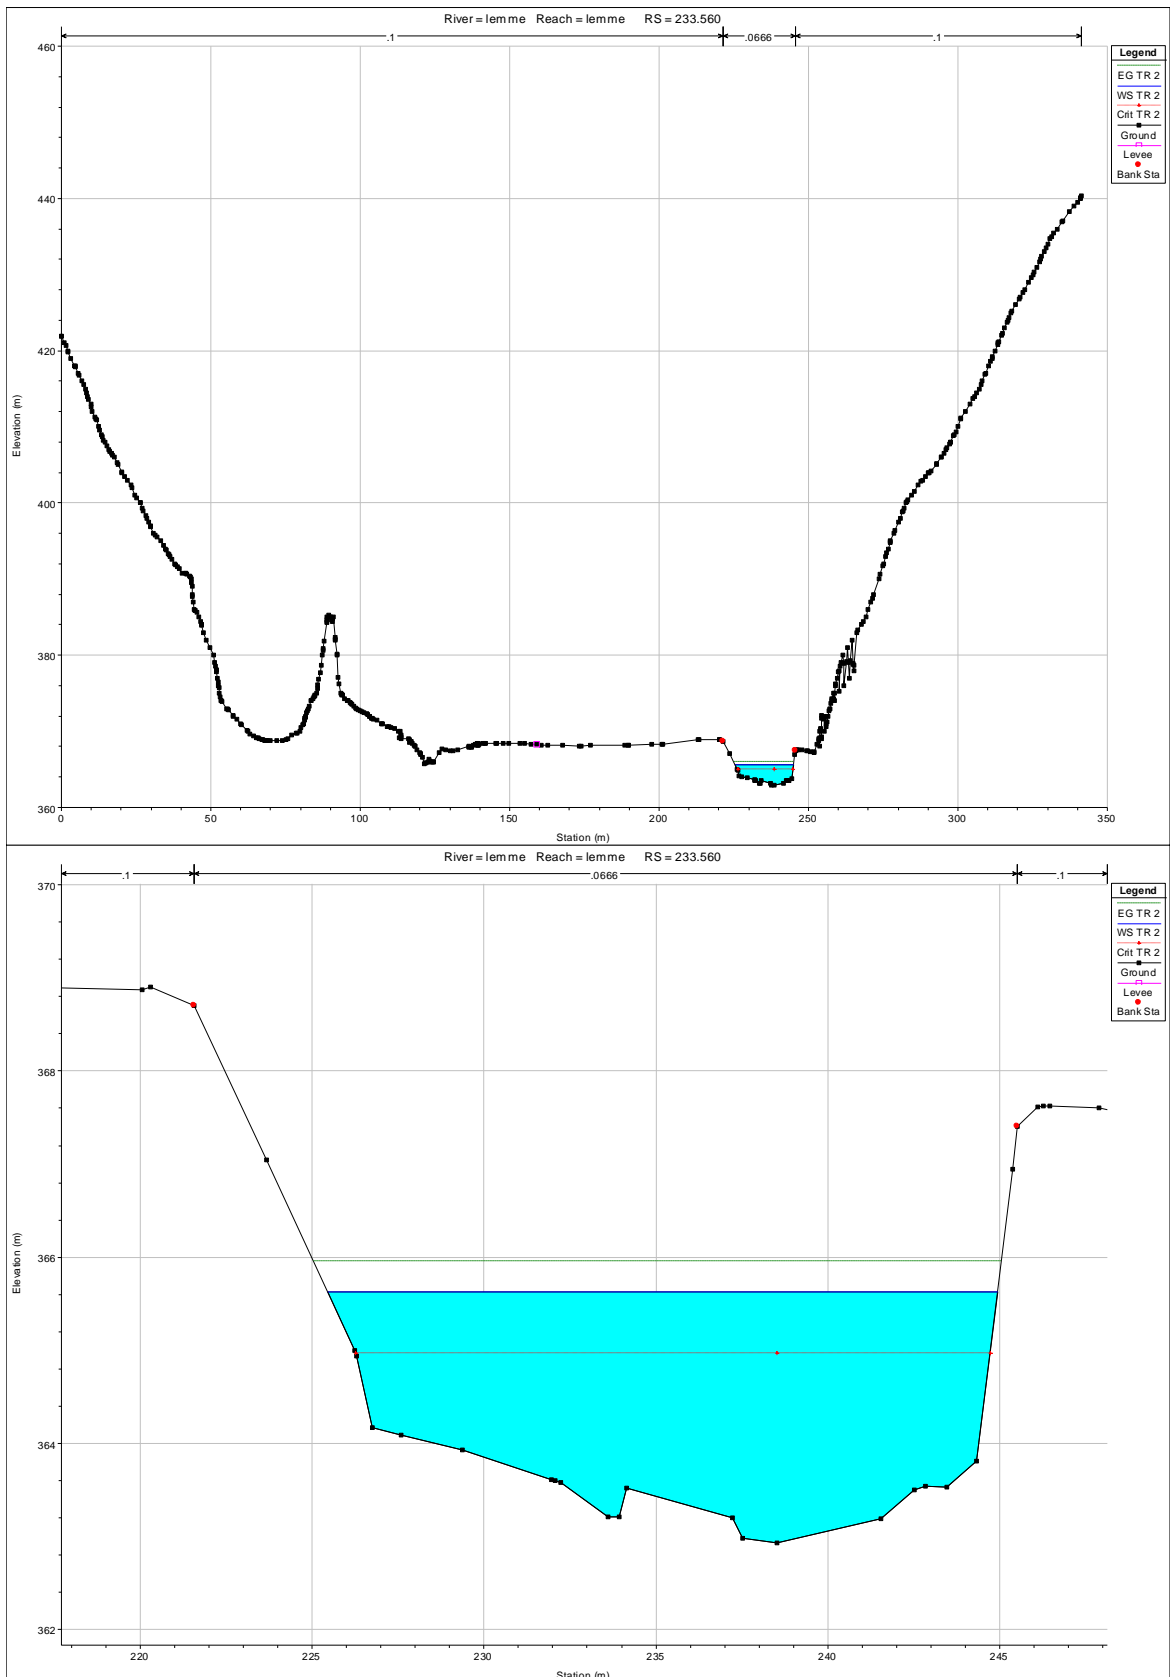 River = lemme Reach = lemme RS = 233.560
.1 .0666 .1
460
440
420
400
380
360
Elevation (m)
0 50 100 150 200 250 300 350
Station (m)
Legend
EG TR 2
WS TR 2
Crit TR 2
Ground
Levee
Bank Sta
River = lemme Reach = lemme RS = 233.560
.1 .0666 .1
370
368
366
364
362
Elevation (m)
220 225 230 235 240 245
Station (m)
Legend
EG TR 2
WS TR 2
Crit TR 2
Ground
Levee
Bank Sta